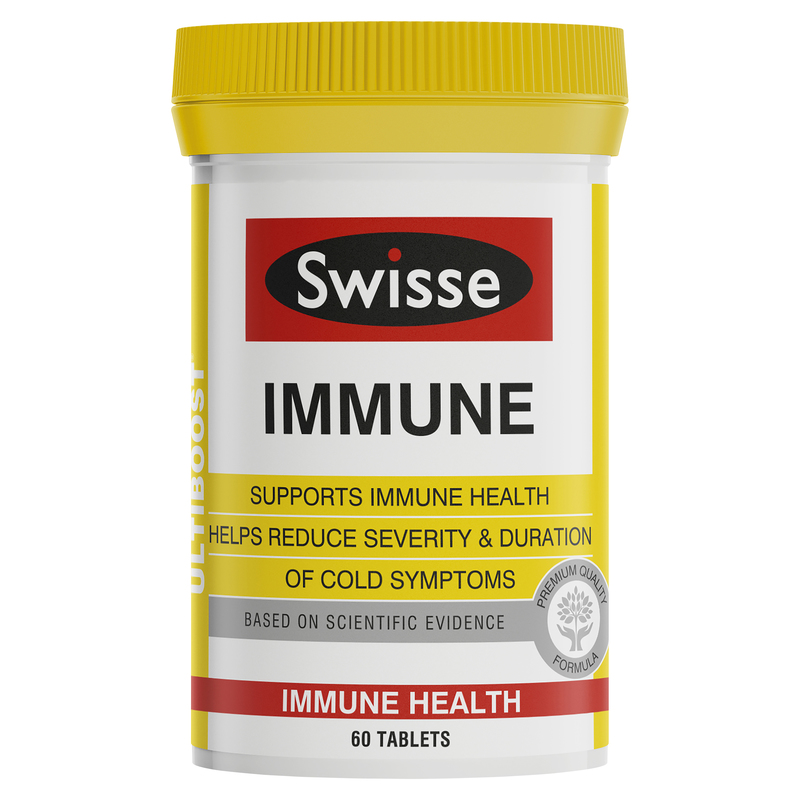 Swisse
IMMUNE
ULTIBOOST
SUPPORTS IMMUNE HEALTH
HELPS REDUCE SEVERITY & DURATION
OF COLD SYMPTOMS
BASED ON SCIENTIFIC EVIDENCE
PREMIUM QUALITY
FORMULA
IMMUNE HEALTH
60 TABLETS